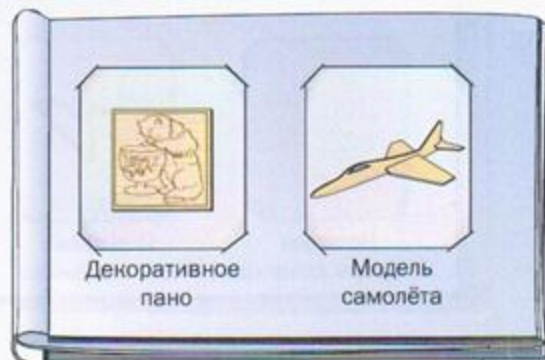 Декоративное
пано
Модель
самолёта